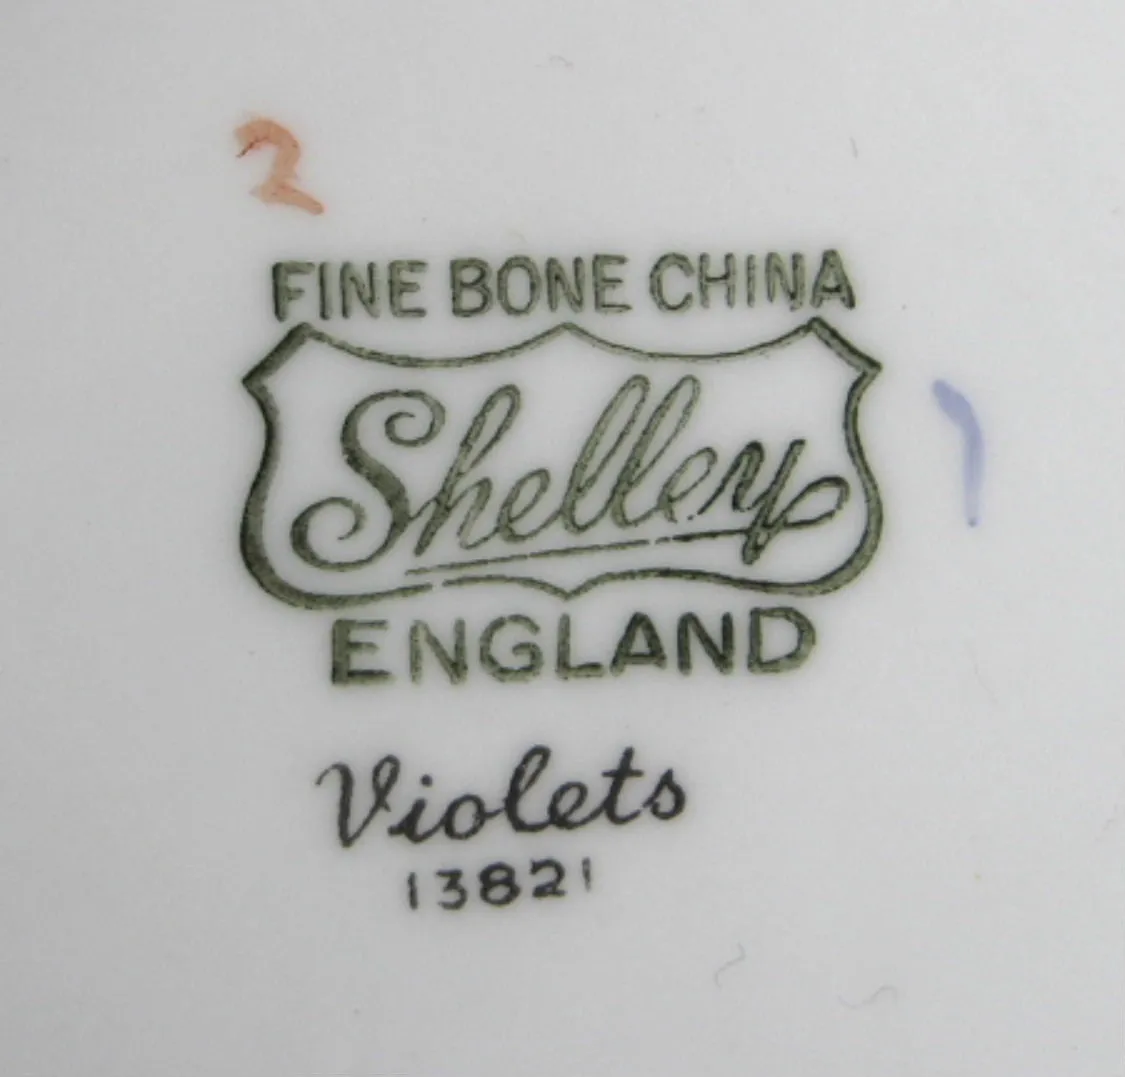 2
FINE BONE CHINA
Shelley
ENGLAND
Violets
13821